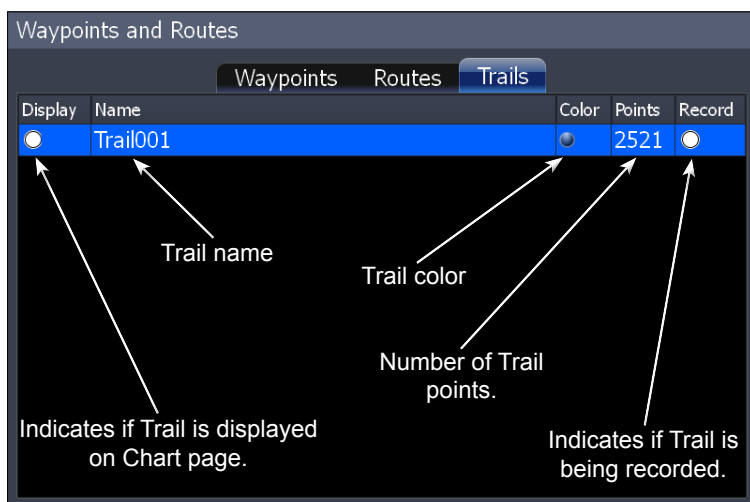 Waypoints and Routes
Waypoints Routes Trails
Display Name Color Points Record
Trail001 2521
Trail name
Trail color
Number of Trail
points.
Indicates if Trail is displayed
on Chart page.
Indicates if Trail is
being recorded.